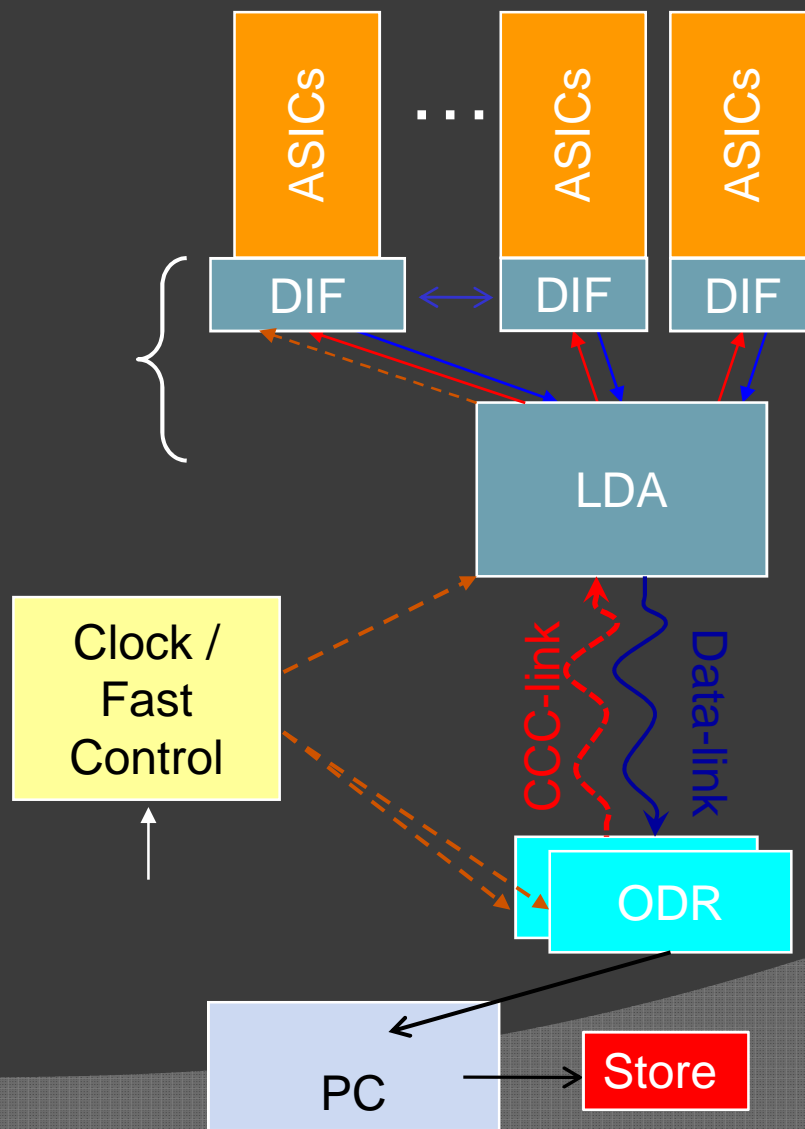 ASICs
...
ASICs
ASICs
DIF
DIF
DIF
LDA
Clock /
Fast
Control
CCC-link
Data-link
ODR
PC
Store